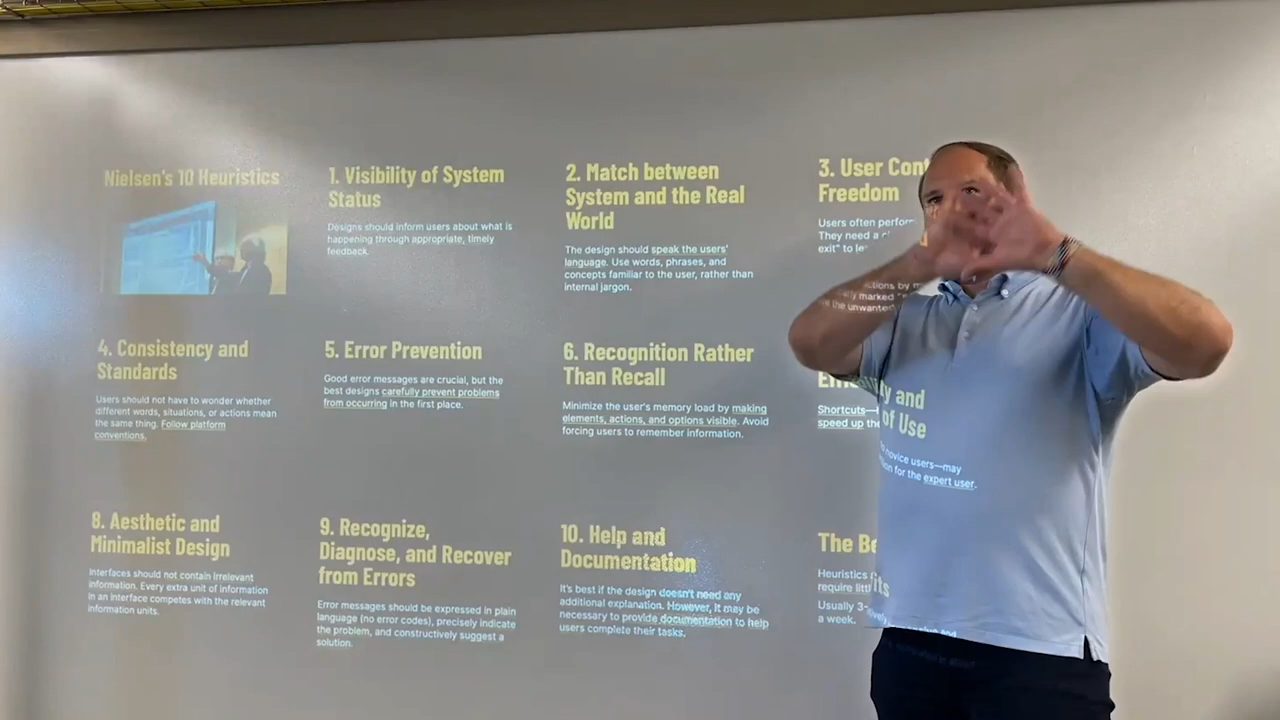 Nielsen's 10 Heuristics
1. Visibility of System
Status
Designs should inform users about what is
happening through appropriate, timely
feedback.
2. Match between
System and the Real
World
The design should speak the users'
language. Use words, phrases, and
concepts familiar to the user, rather than
internal jargon.
3. User
Freedom
Users often
They need a
exit" to
by
marked
the unwanted
4. Consistency and
Standards
Users should not have to wonder whether
different words, situations, or actions mean
the same thing. Follow platform
conventions.
5. Error Prevention
Good error messages are crucial, but the
best designs carefully prevent problems
from occurring in the first place.
6. Recognition Rather
Than Recall
Minimize the user's memory load by making
elements, actions, and options visible. Avoid
forcing users to remember information.
and
of Use
Shortcuts—
novice users—may
speed up the
for the expert user.
8. Aesthetic and
Minimalist Design
Interfaces should not contain irrelevant
information. Every extra unit of information
in an interface competes with the relevant
information units.
9. Recognize,
Diagnose, and Recover
from Errors
Error messages should be expressed in plain
language (no error codes), precisely indicate
the problem, and constructively suggest a
solution.
10. Help and
Documentation
It's best if the design doesn't need any
additional explanation. However, it may be
necessary to provide documentation to help
users complete their tasks.
The
Heuristics
require
Usually 3-
a week.